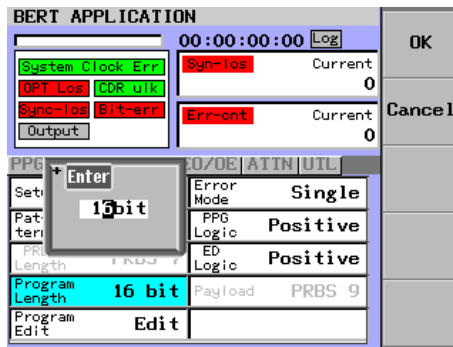 BERT APPLICATION
00:00:00:00 Log
OK
System Clock Err
Syn-los Current
0
OPT Los CDR ulk
Sync-los Bit-err
Err-cnt Current
0
Cancel
Output
PPG EO/OE ATTN UTL
Enter
16bit
Error Mode Single
PPG Logic Positive
Length PRBS 7
ED Logic Positive
Program Length 16 bit
Payload PRBS 9
Program Edit Edit